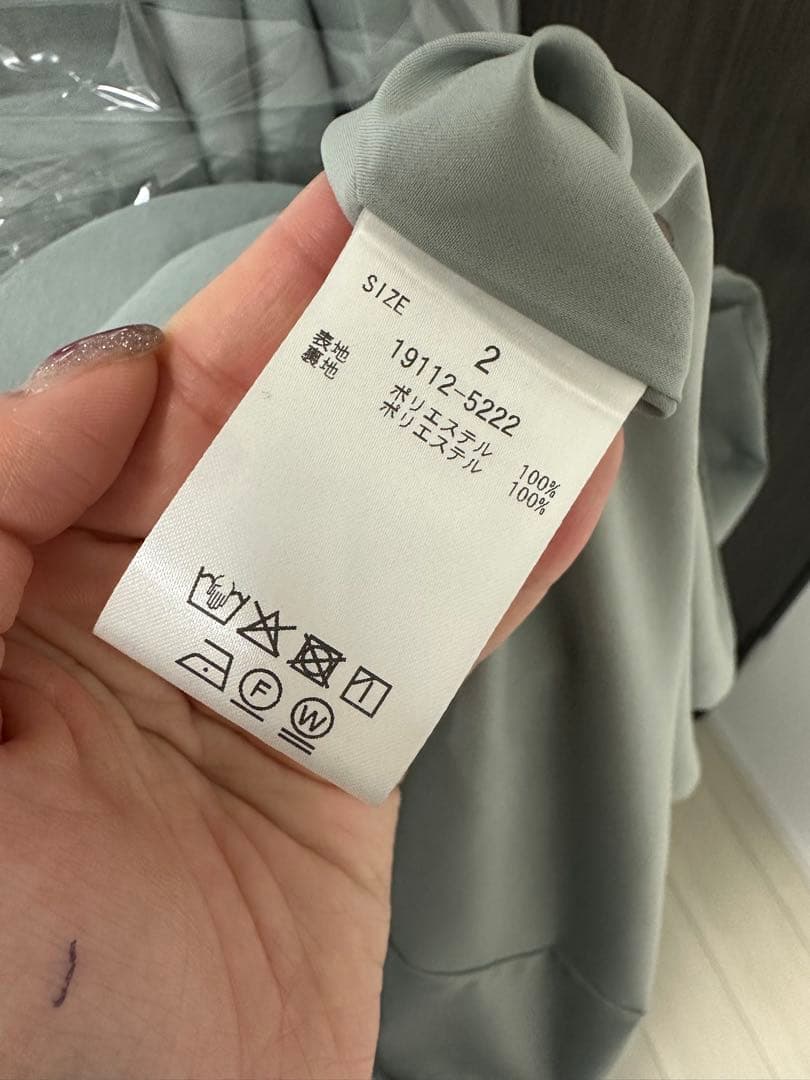 SIZE 2
19112-5222
表地 ポリエステル 100%
裏地 ポリエステル 100%
F W